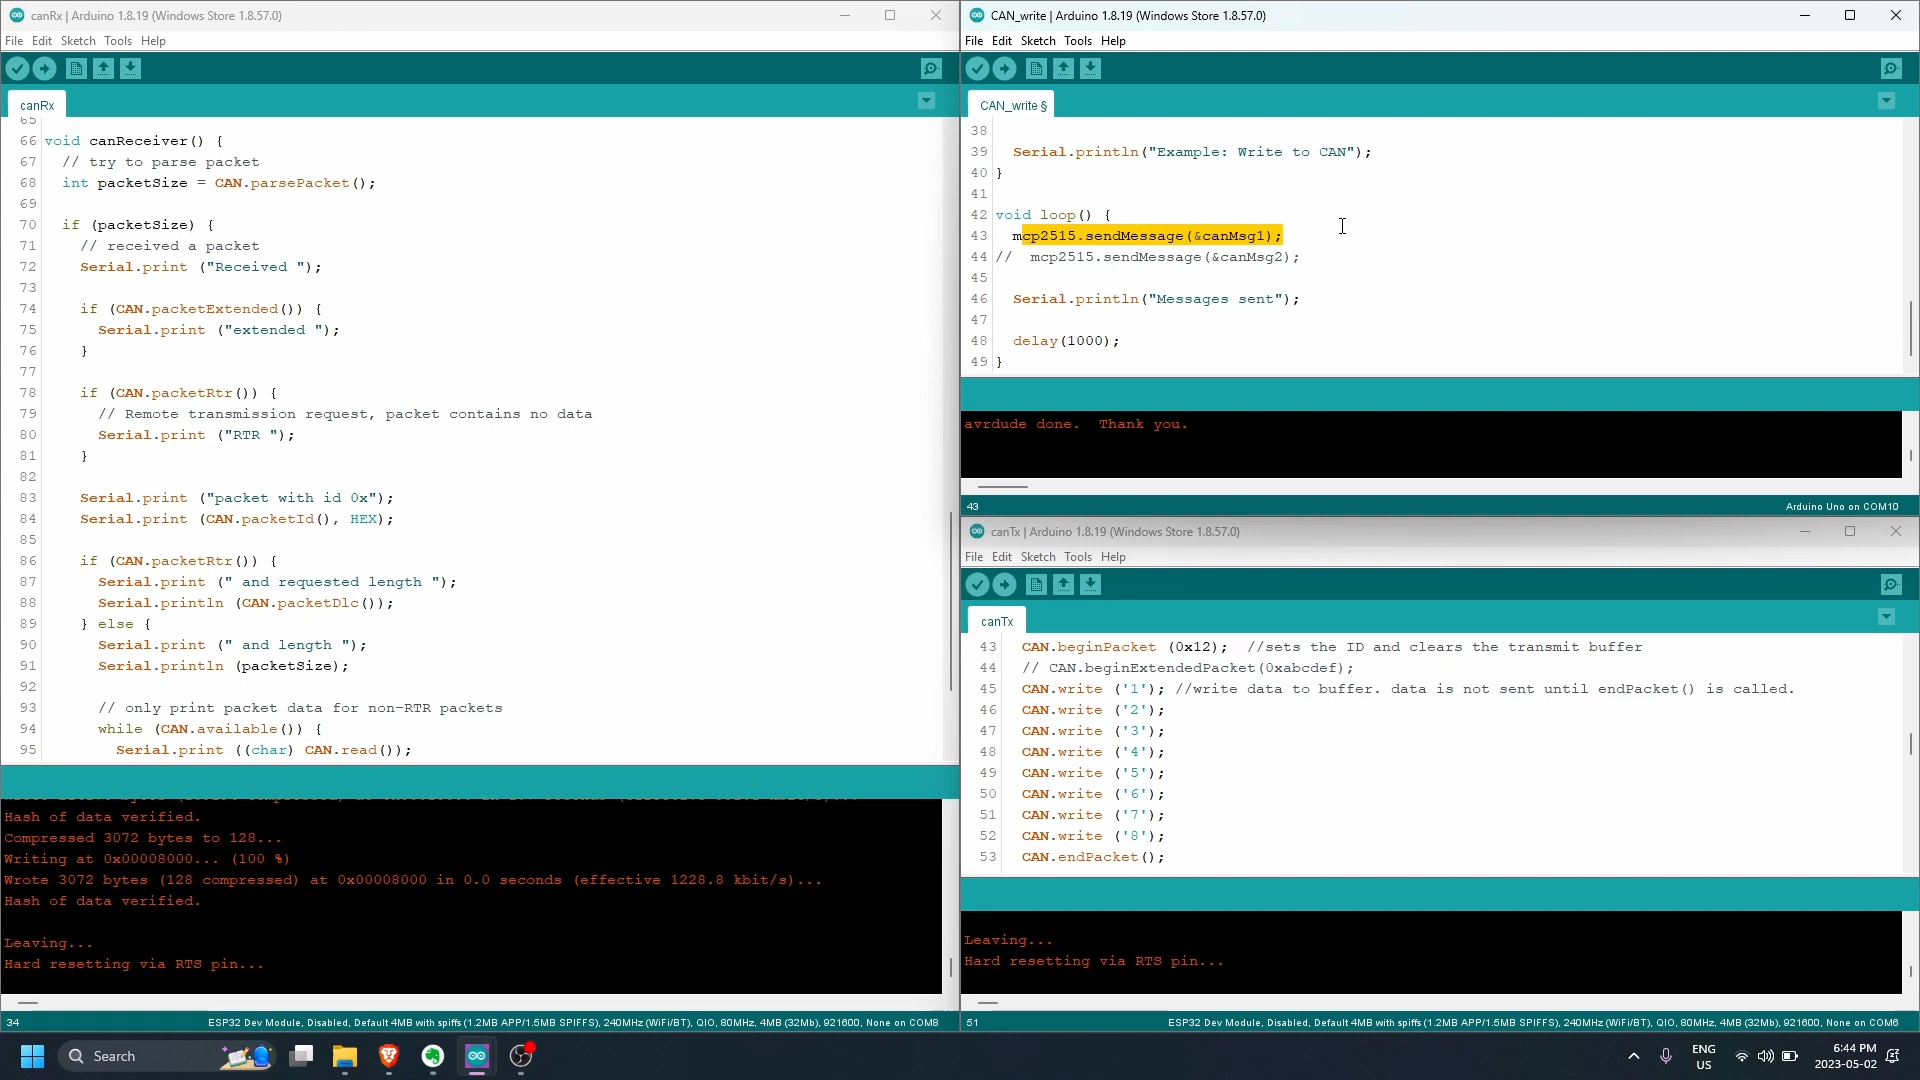 canRx | Arduino 1.8.19 (Windows Store 1.8.57.0)
File Edit Sketch Tools Help
canRx
65
66 void canReceiver() {
67 // try to parse packet
68 int packetSize = CAN.parsePacket();
69
70 if (packetSize) {
71 // received a packet
72 Serial.print ("Received ");
73
74 if (CAN.packetExtended()) {
75 Serial.print ("extended ");
76 }
77
78 if (CAN.packetRtr()) {
79 // Remote transmission request, packet contains no data
80 Serial.print ("RTR ");
81 }
82
83 Serial.print ("packet with id 0x");
84 Serial.print (CAN.packetId(), HEX);
85
86 if (CAN.packetRtr()) {
87 Serial.print (" and requested length ");
88 Serial.println (CAN.packetDlc());
89 } else {
90 Serial.print (" and length ");
91 Serial.println (packetSize);
92
93 // only print packet data for non-RTR packets
94 while (CAN.available()) {
95 Serial.print ((char) CAN.read());
Hash of data verified.
Compressed 3072 bytes to 128...
Writing at 0x00008000... (100 %)
Wrote 3072 bytes (128 compressed) at 0x00008000 in 0.0 seconds (effective 1228.8 kbit/s)...
Hash of data verified.
Leaving...
Hard resetting via RTS pin...
34 ESP32 Dev Module, Disabled, Default 4MB with spiffs (1.2MB APP/1.5MB SPIFFS), 240MHz (WiFi/BT), QIO, 80MHz, 4MB (32Mb), 921600, None on COM8
CAN_write | Arduino 1.8.19 (Windows Store 1.8.57.0)
File Edit Sketch Tools Help
CAN_write §
38
39 Serial.println("Example: Write to CAN");
40 }
41
42 void loop() {
43 mcp2515.sendMessage(&canMsg1);
44 // mcp2515.sendMessage(&canMsg2);
45
46 Serial.println("Messages sent");
47
48 delay(1000);
49 }
avrdude done. Thank you.
43 Arduino Uno on COM10
canTx | Arduino 1.8.19 (Windows Store 1.8.57.0)
File Edit Sketch Tools Help
canTx
43 CAN.beginPacket (0x12); //sets the ID and clears the transmit buffer
44 // CAN.beginExtendedPacket(0xabcdef);
45 CAN.write ('1'); //write data to buffer. data is not sent until endPacket() is called.
46 CAN.write ('2');
47 CAN.write ('3');
48 CAN.write ('4');
49 CAN.write ('5');
50 CAN.write ('6');
51 CAN.write ('7');
52 CAN.write ('8');
53 CAN.endPacket();
Leaving...
Hard resetting via RTS pin...
51 ESP32 Dev Module, Disabled, Default 4MB with spiffs (1.2MB APP/1.5MB SPIFFS), 240MHz (WiFi/BT), QIO, 80MHz, 4MB (32Mb), 921600, None on COM6
Search
ENG
US
6:44 PM
2023-05-02